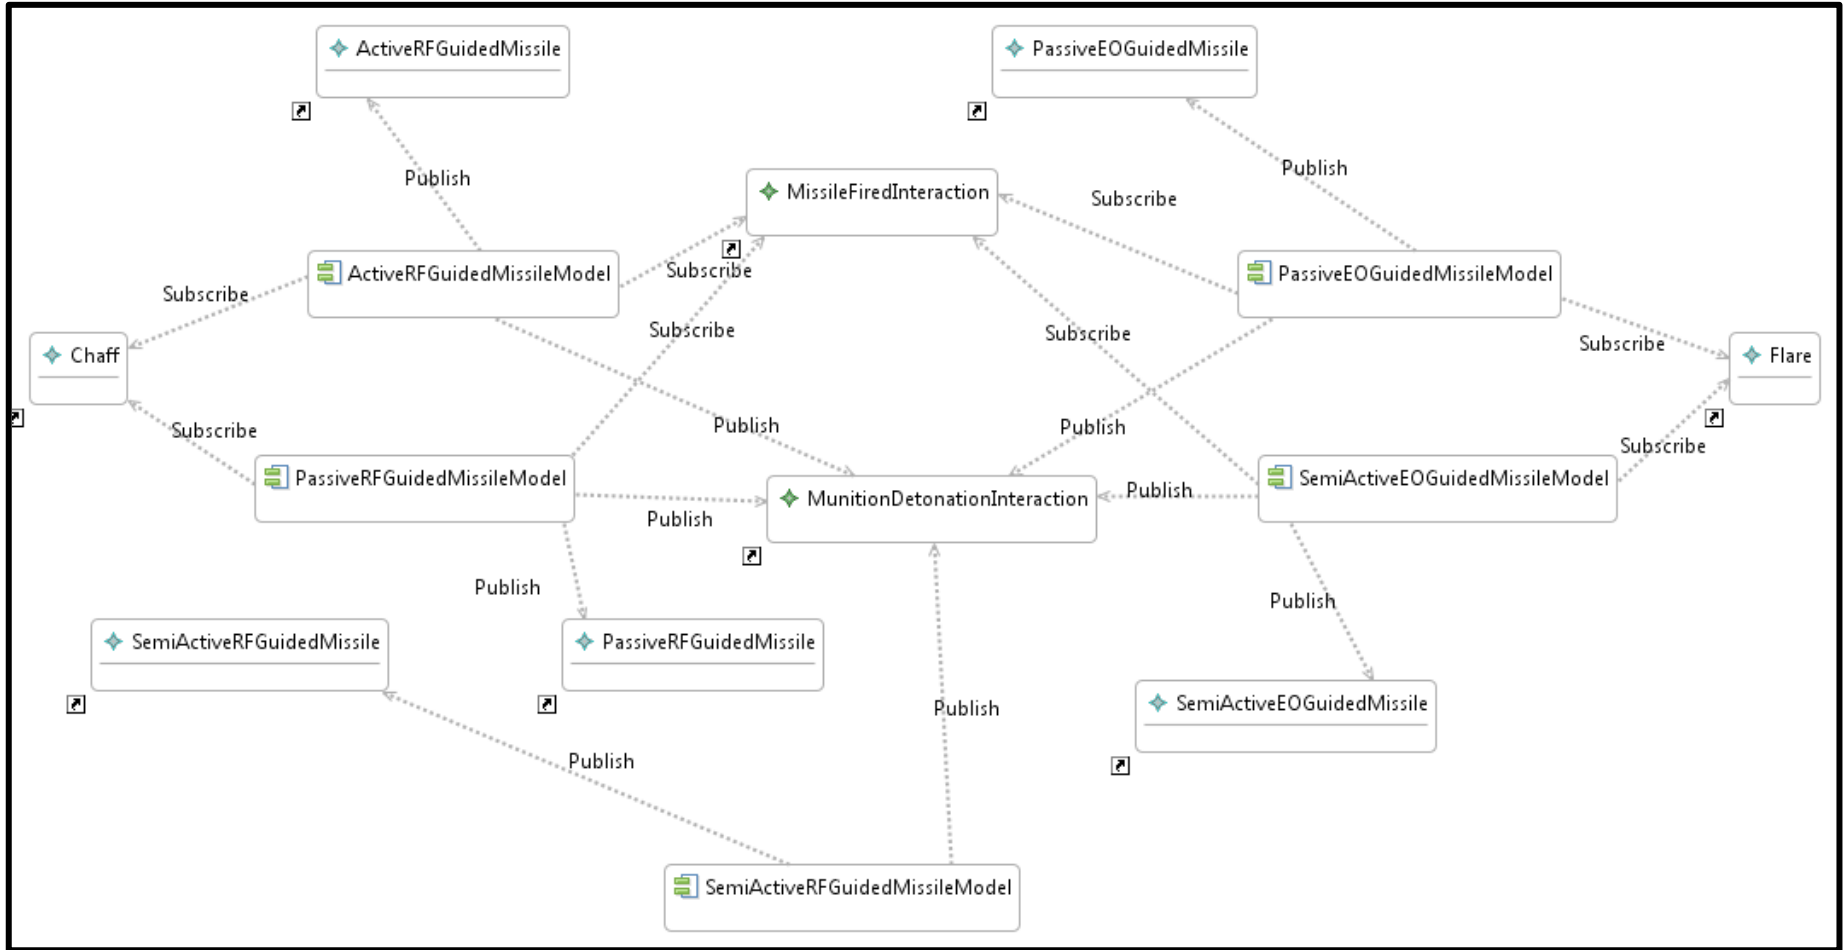 ActiveRFGuidedMissile
PassiveEOGuidedMissile
Publish
Publish
MissileFiredInteraction
Subscribe
ActiveRFGuidedMissileModel
Subscribe
PassiveEOGuidedMissileModel
Subscribe
Subscribe
Subscribe
Subscribe
Chaff
Flare
Subscribe
Publish
Publish
Subscribe
PassiveRFGuidedMissileModel
MunitionDetonationInteraction
Publish
SemiActiveEOGuidedMissileModel
Publish
Publish
Publish
SemiActiveRFGuidedMissile
PassiveRFGuidedMissile
SemiActiveEOGuidedMissile
Publish
Publish
SemiActiveRFGuidedMissileModel